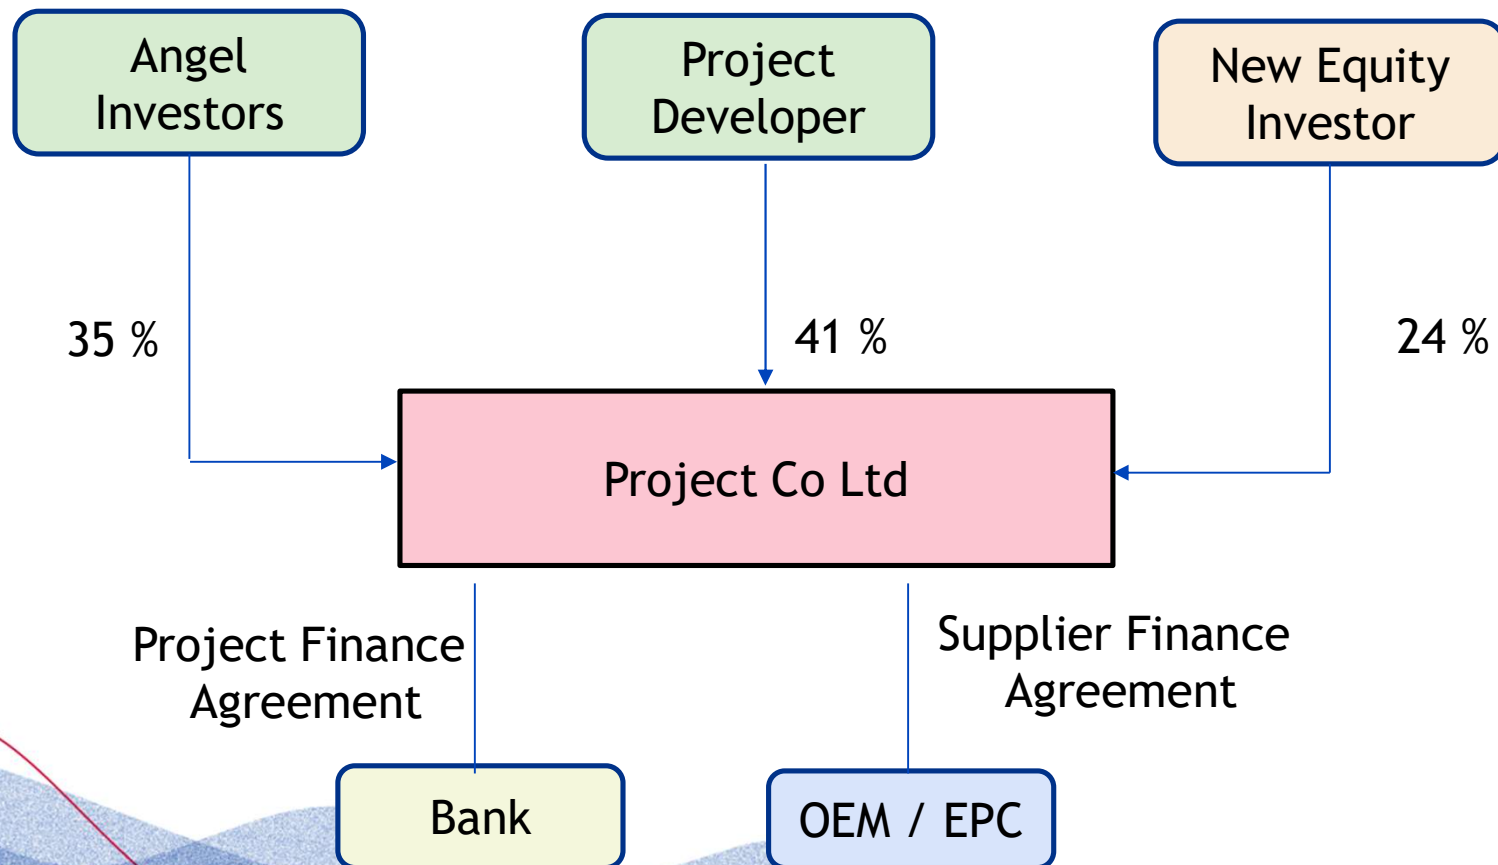 Angel
Investors
Project
Developer
New Equity
Investor
35 %
41 %
24 %
Project Co Ltd
Project Finance
Agreement
Supplier Finance
Agreement
Bank
OEM / EPC